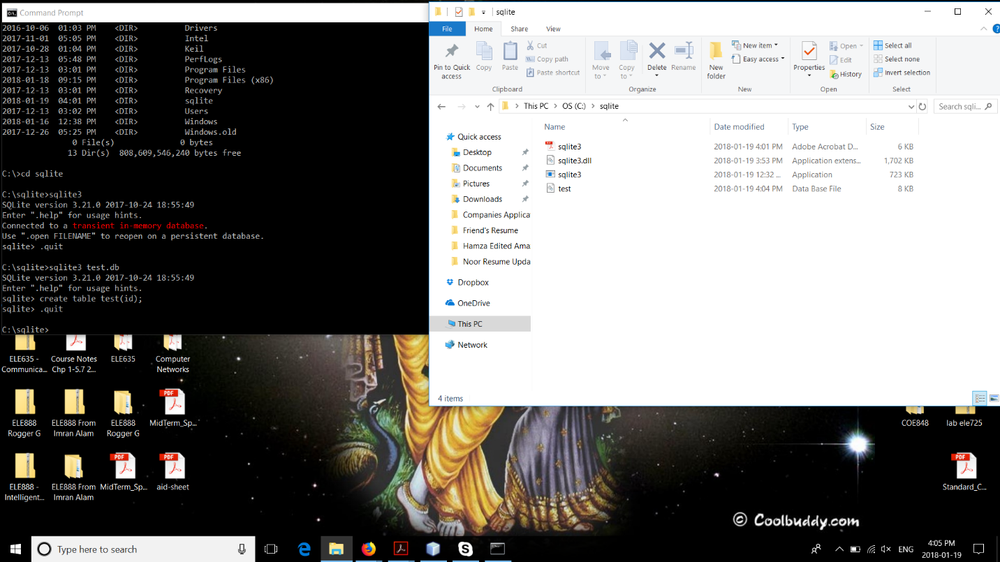 Command Prompt
2016-10-06  01:03 PM    <DIR>          Drivers
2017-11-01  05:05 PM    <DIR>          Intel
2017-10-28  01:04 PM    <DIR>          Keil
2017-12-13  05:48 PM    <DIR>          PerfLogs
2017-12-13  03:01 PM    <DIR>          Program Files
2018-01-18  09:15 PM    <DIR>          Program Files (x86)
2017-12-13  03:01 PM    <DIR>          Recovery
2018-01-19  04:01 PM    <DIR>          sqlite
2017-12-13  03:02 PM    <DIR>          Users
2018-01-16  12:38 PM    <DIR>          Windows
2017-12-26  05:25 PM    <DIR>          Windows.old
0 File(s)              0 bytes
13 Dir(s)  808,609,546,240 bytes free
C:\>cd sqlite
C:\sqlite>sqlite3
SQLite version 3.21.0 2017-10-24 18:55:49
Enter ".help" for usage hints.
Connected to a transient in-memory database.
Use ".open FILENAME" to reopen on a persistent database.
sqlite> .quit
C:\sqlite>sqlite3 test.db
SQLite version 3.21.0 2017-10-24 18:55:49
Enter ".help" for usage hints.
sqlite> create table test(id);
sqlite> .quit
C:\sqlite>
sqlite
File Home Share View
Pin to Quick access
Copy
Paste
Cut
Copy path
Paste shortcut
Clipboard
Move to
Copy to
Delete
Rename
Organize
New folder
New item
Easy access
New
Properties
Open
Edit
History
Open
Select all
Select none
Invert selection
Select
This PC > OS (C:) > sqlite
Search sqli...
Quick access
Desktop
Documents
Pictures
Downloads
Companies Applica
Friend's Resume
Hamza Edited Ama
Noor Resume Upda
Dropbox
OneDrive
This PC
Network
Name Date modified Type Size
sqlite3 2018-01-19 4:01 PM Adobe Acrobat D... 6 KB
sqlite3.dll 2018-01-19 3:53 PM Application extens... 1,702 KB
sqlite3 2018-01-19 12:32 ... Application 723 KB
test 2018-01-19 4:04 PM Data Base File 8 KB
4 items
ELE635 - Communica...
Course Notes Chp 1-5.7 2...
ELE635
Computer Networks
ELE888 Rogger G
ELE888 From Imran Alam
ELE888 Rogger G
PDF
MidTerm_Sp...
ELE888 - Intelligent...
ELE888 From Imran Alam
PDF
MidTerm_Sp...
PDF
aid-sheet
COE848
lab ele725
PDF
Standard_C...
© Coolbuddy.com
Type here to search
ENG
4:05 PM
2018-01-19